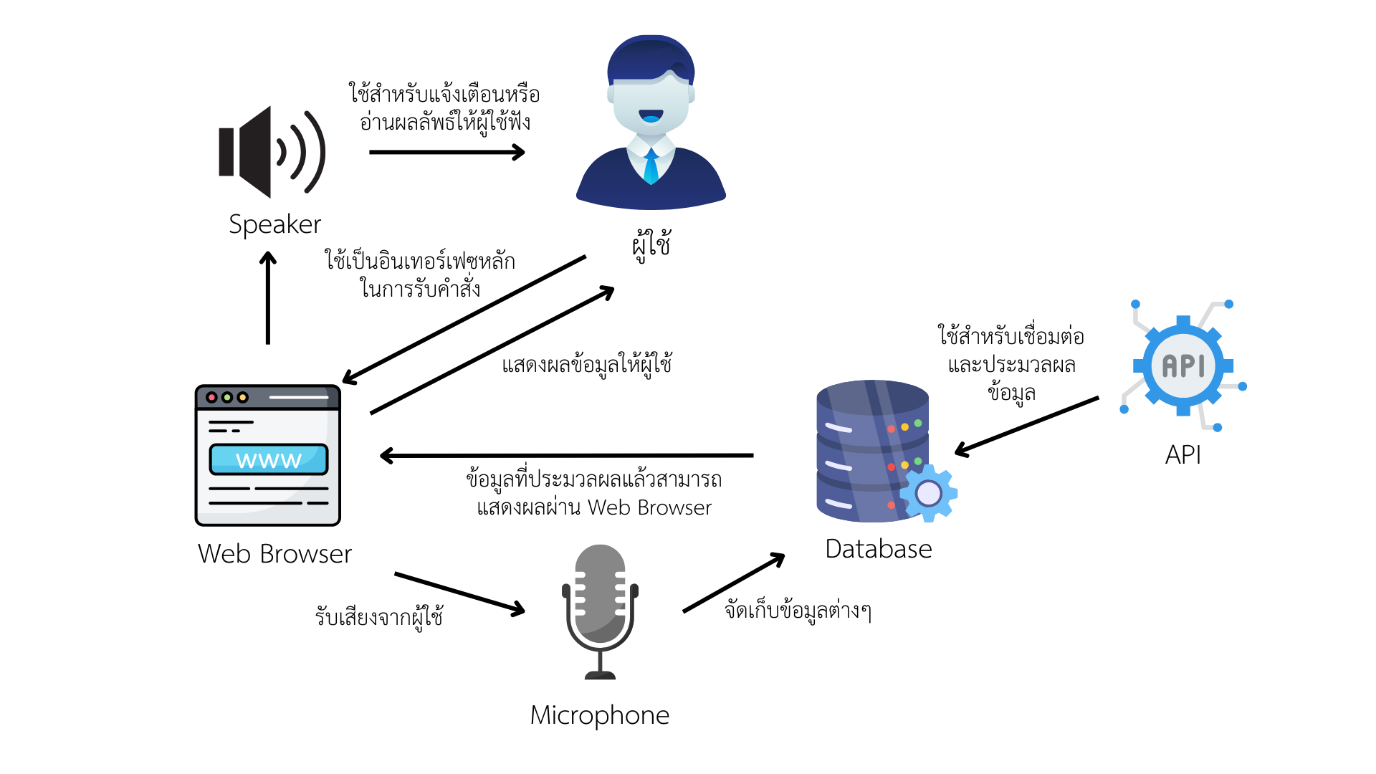 ใช้สำหรับแจ้งเตือนหรือ
อ่านผลลัพธ์ให้ผู้ใช้ฟัง
Speaker
ผู้ใช้
ใช้เป็นอินเทอร์เฟซหลัก
ในการรับคำสั่ง
แสดงผลข้อมูลให้ผู้ใช้
ใช้สำหรับเชื่อมต่อ
และประมวลผล
ข้อมูล
API
API
www
Web Browser
ข้อมูลที่ประมวลผลแล้วสามารถ
แสดงผลผ่าน Web Browser
Database
รับเสียงจากผู้ใช้
จัดเก็บข้อมูลต่างๆ
Microphone